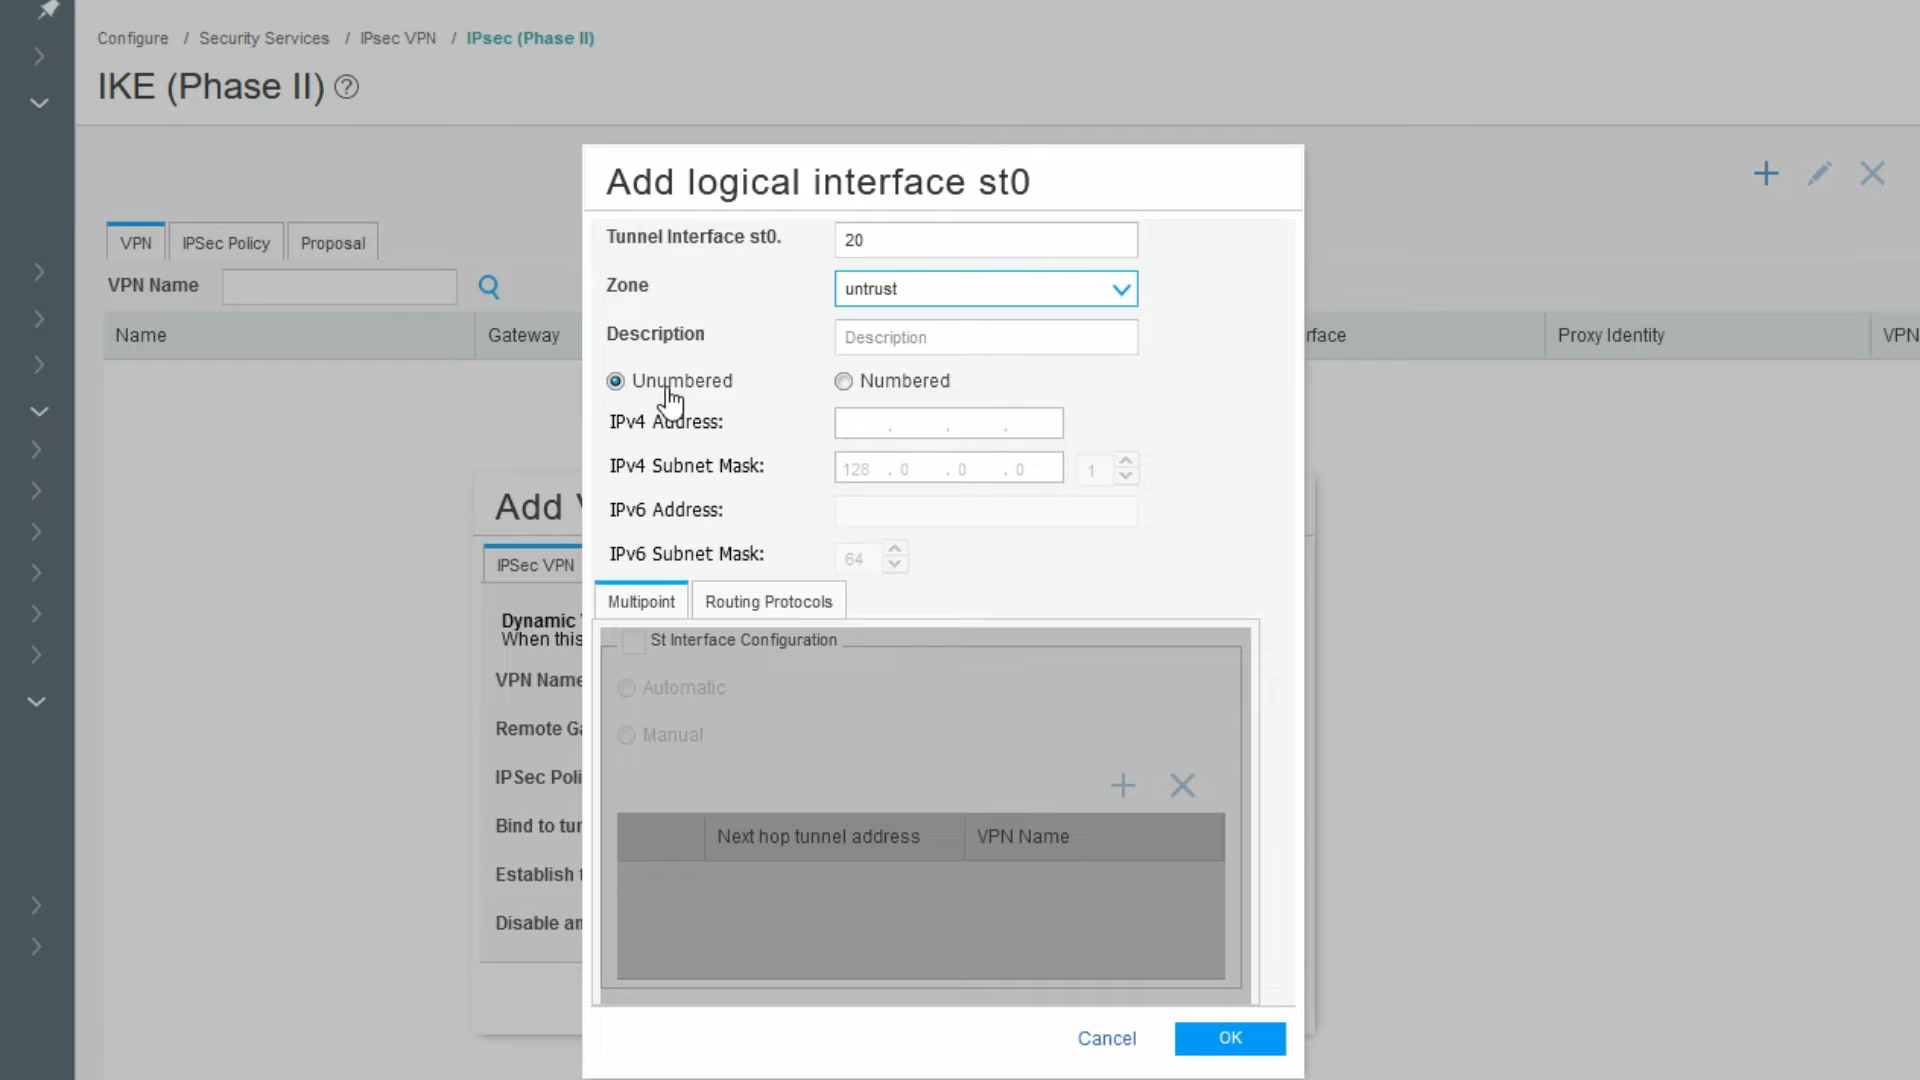 Configure / Security Services / IPsec VPN / IPsec (Phase II)
IKE (Phase II) ?
VPN
IPSec Policy
Proposal
VPN Name
Name
Gateway
rface
Proxy Identity
VPN
Add V
IPSec VPN
Dynamic
When this
VPN Name
Remote Ga
IPSec Poli
Bind to tur
Establish t
Disable an
Add logical interface st0
Tunnel Interface st0.
20
Zone
untrust
Description
Description
Unumbered
Numbered
IPv4 Address:
. . .
IPv4 Subnet Mask:
128 . 0 . 0 . 0
1
IPv6 Address:
IPv6 Subnet Mask:
64
Multipoint
Routing Protocols
St Interface Configuration
Automatic
Manual
Next hop tunnel address
VPN Name
Cancel
OK